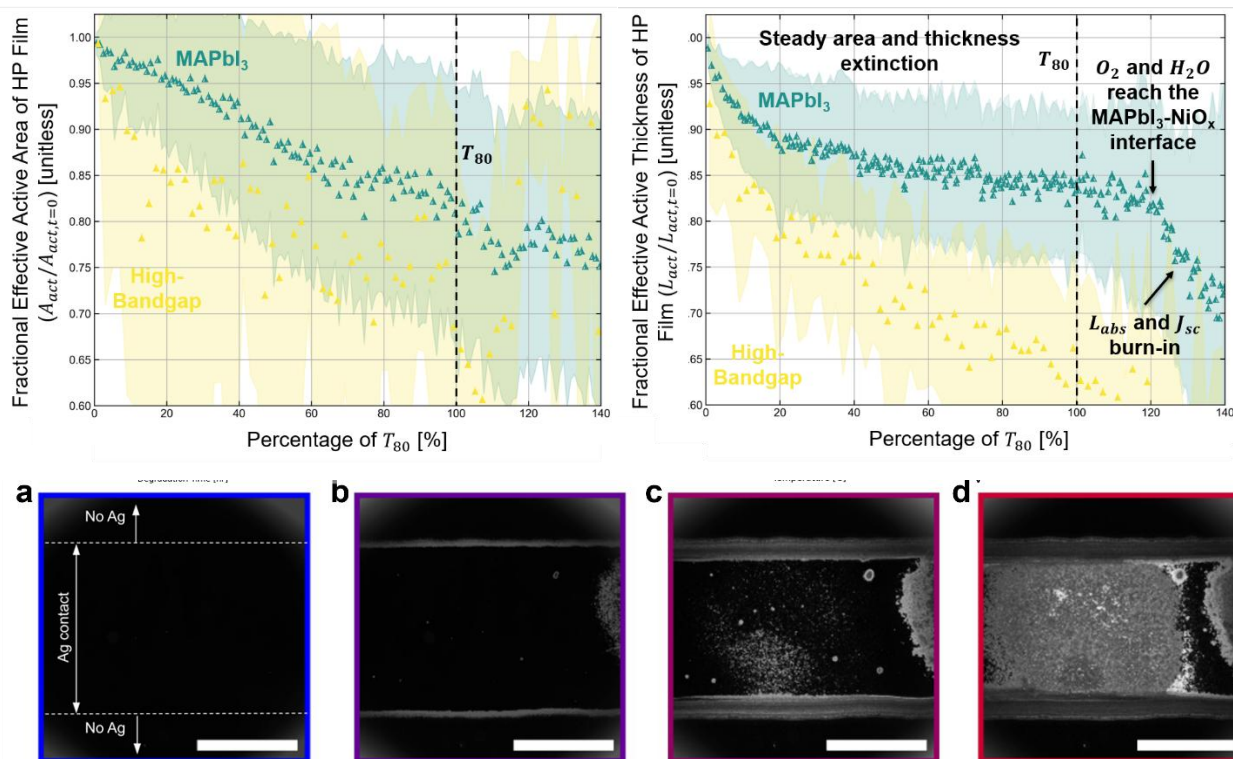 Fractional Effective Active Area of HP Film
(A_act/A_act,t=0) [unitless]
1.00
0.95
0.90
0.85
0.80
0.75
0.70
0.65
0.60
MAPbI₃
High-
Bandgap
T₈₀
0
20
40
60
80
100
120
140
Percentage of T₈₀ [%]
Fractional Effective Active Thickness of HP
Film (L_act/L_act,t=0) [unitless]
00
95
90
85
80
75
70
65
60
Steady area and thickness
extinction
T₈₀
MAPbI₃
O₂ and H₂O
reach the
MAPbI₃-NiOₓ
interface
L_abs and J_sc
burn-in
High-
Bandgap
0
20
40
60
80
100
120
140
Percentage of T₈₀ [%]
a
No Ag
Ag contact
No Ag
b
c
d